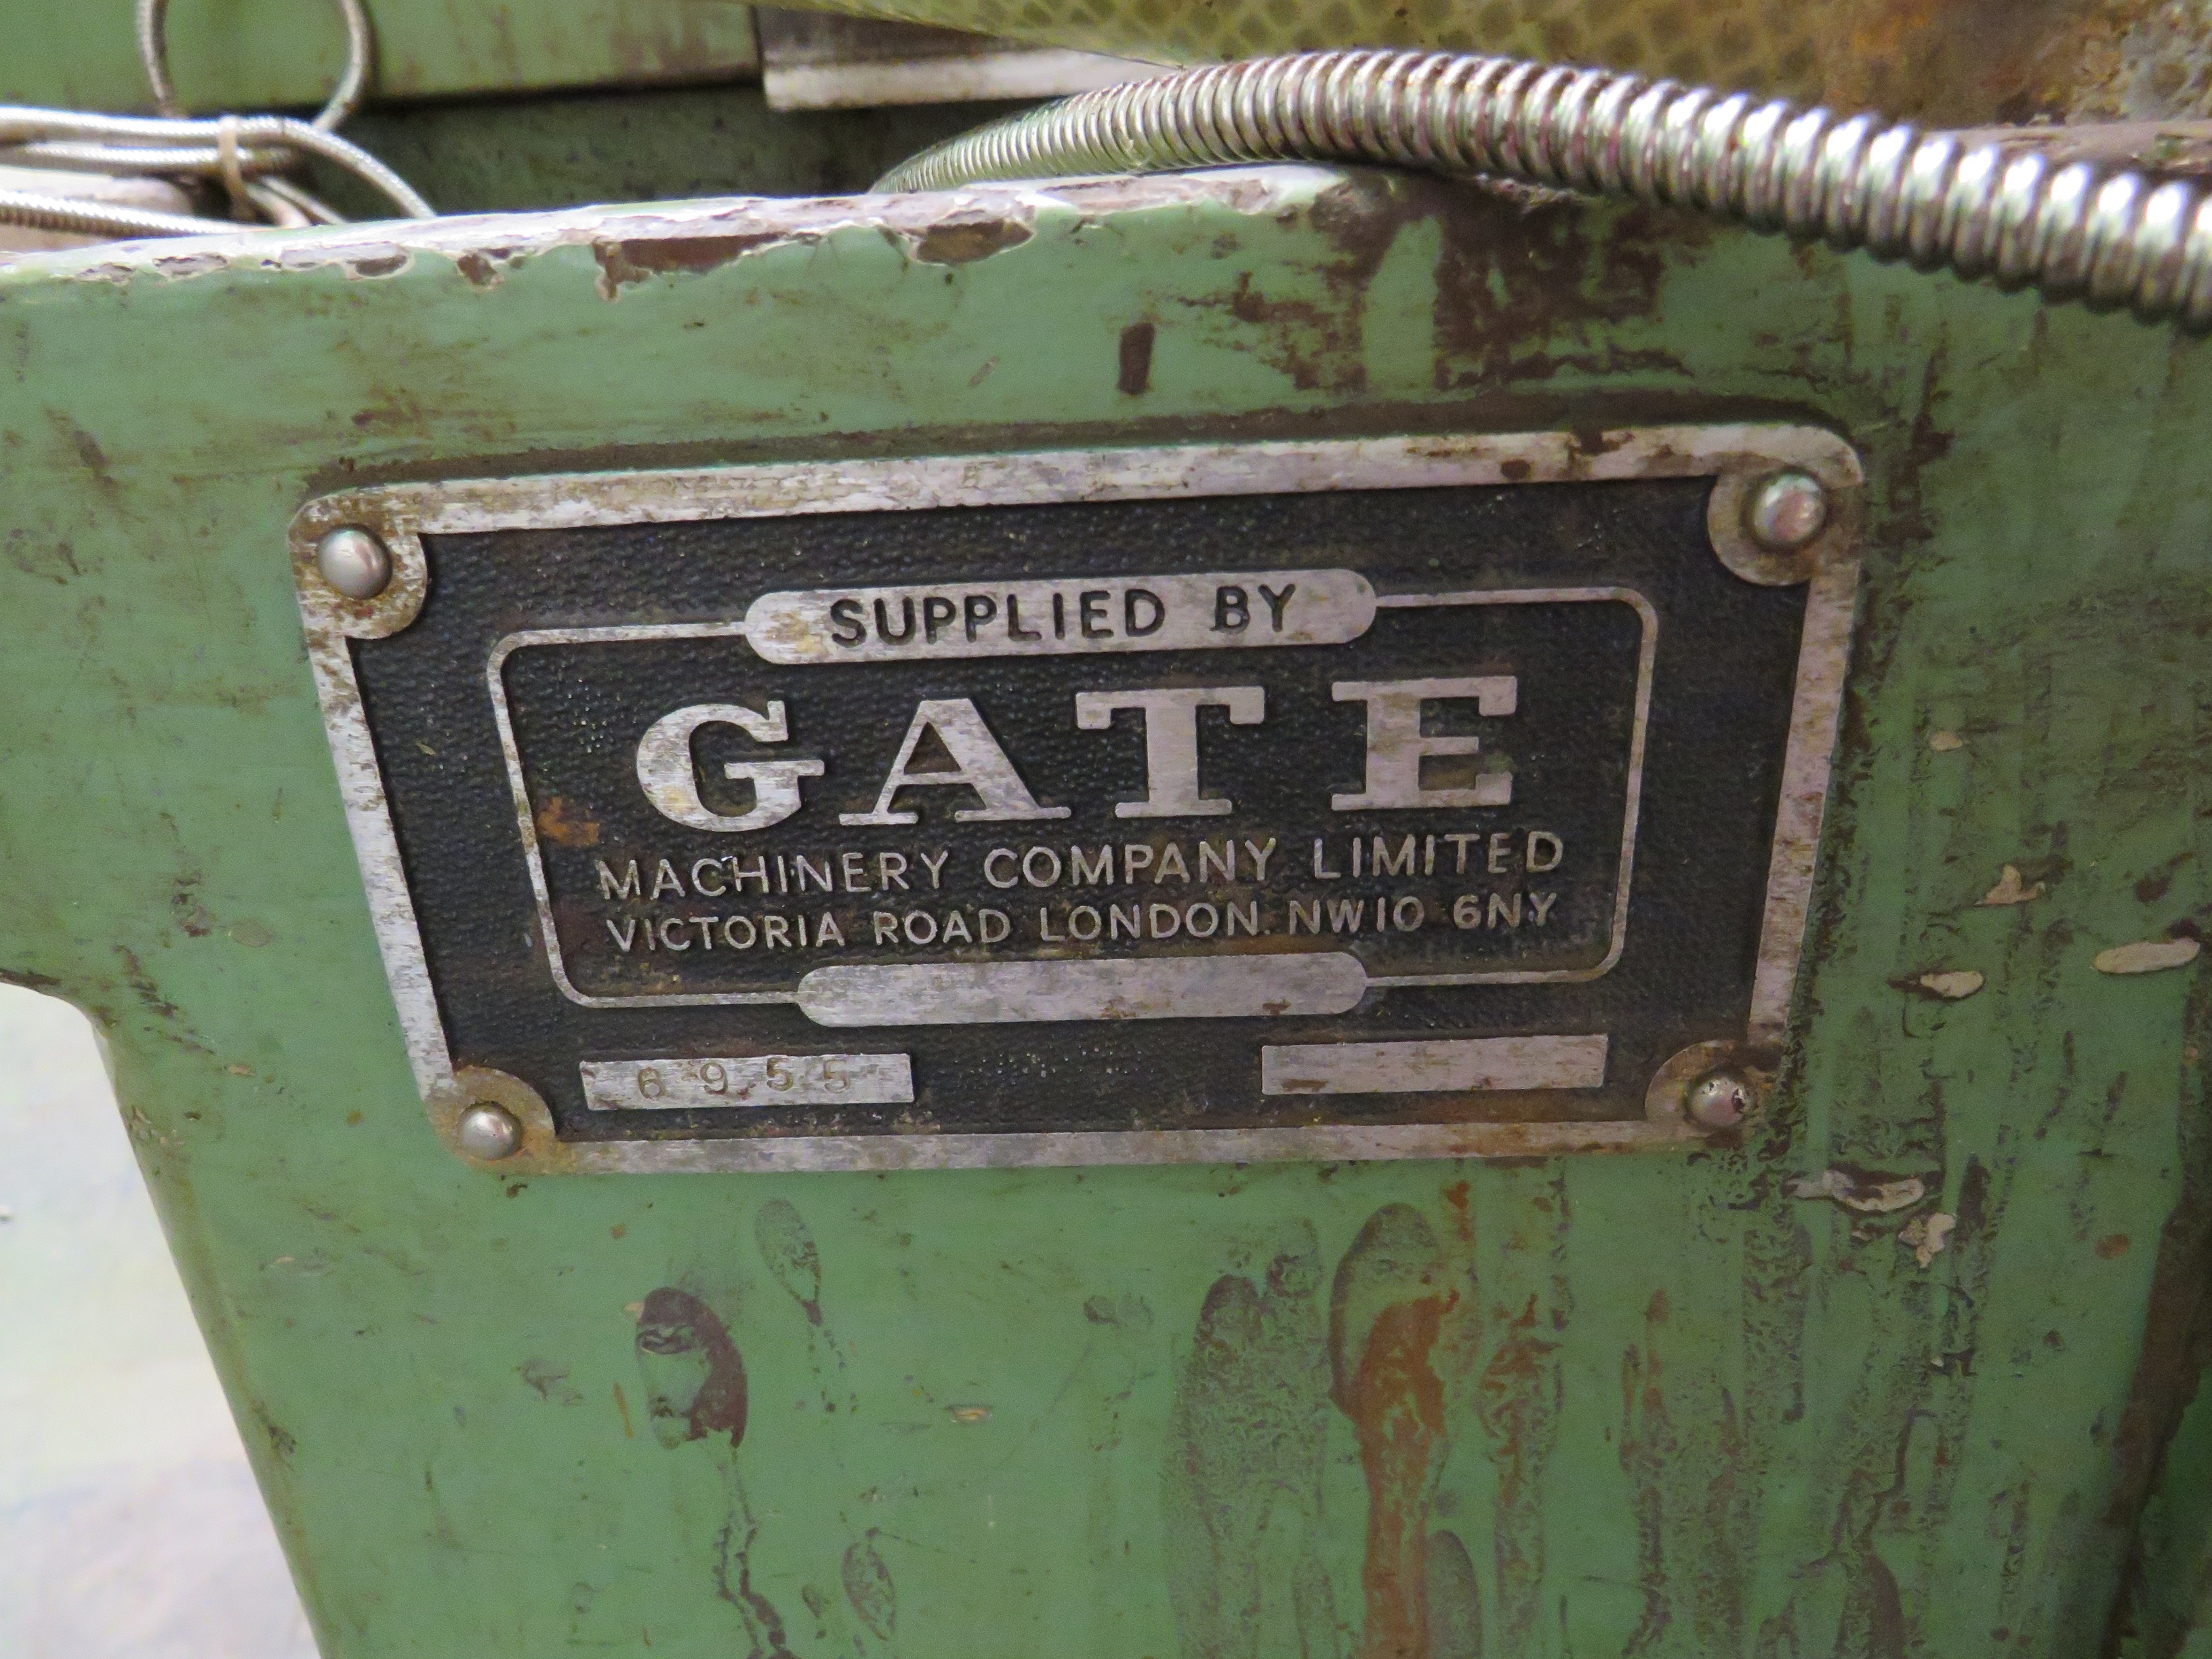 SUPPLIED BY
GATE
MACHINERY COMPANY LIMITED
VICTORIA ROAD LONDON. NW10 6NY
6955